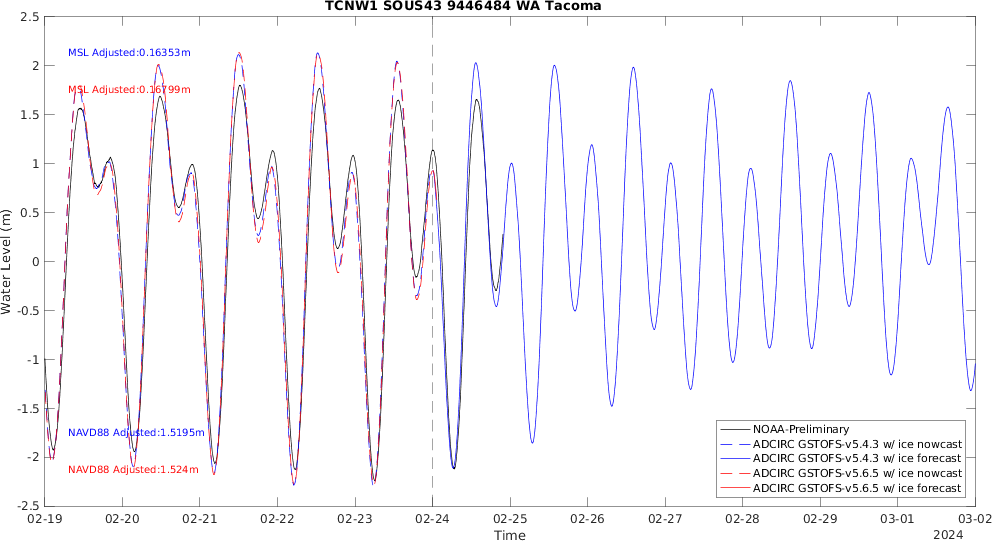 TCNW1 SOUS43 9446484 WA Tacoma
2.5
2
1.5
1
0.5
0
-0.5
-1
-1.5
-2
-2.5
Water Level (m)
MSL Adjusted:0.16353m
MSL Adjusted:0.16799m
NAVD88 Adjusted:1.5195m
NAVD88 Adjusted:1.524m
NOAA-Preliminary
ADCIRC GSTOFS-v5.4.3 w/ ice nowcast
ADCIRC GSTOFS-v5.4.3 w/ ice forecast
ADCIRC GSTOFS-v5.6.5 w/ ice nowcast
ADCIRC GSTOFS-v5.6.5 w/ ice forecast
02-19 02-20 02-21 02-22 02-23 02-24 02-25 02-26 02-27 02-28 02-29 03-01 03-02
Time
2024